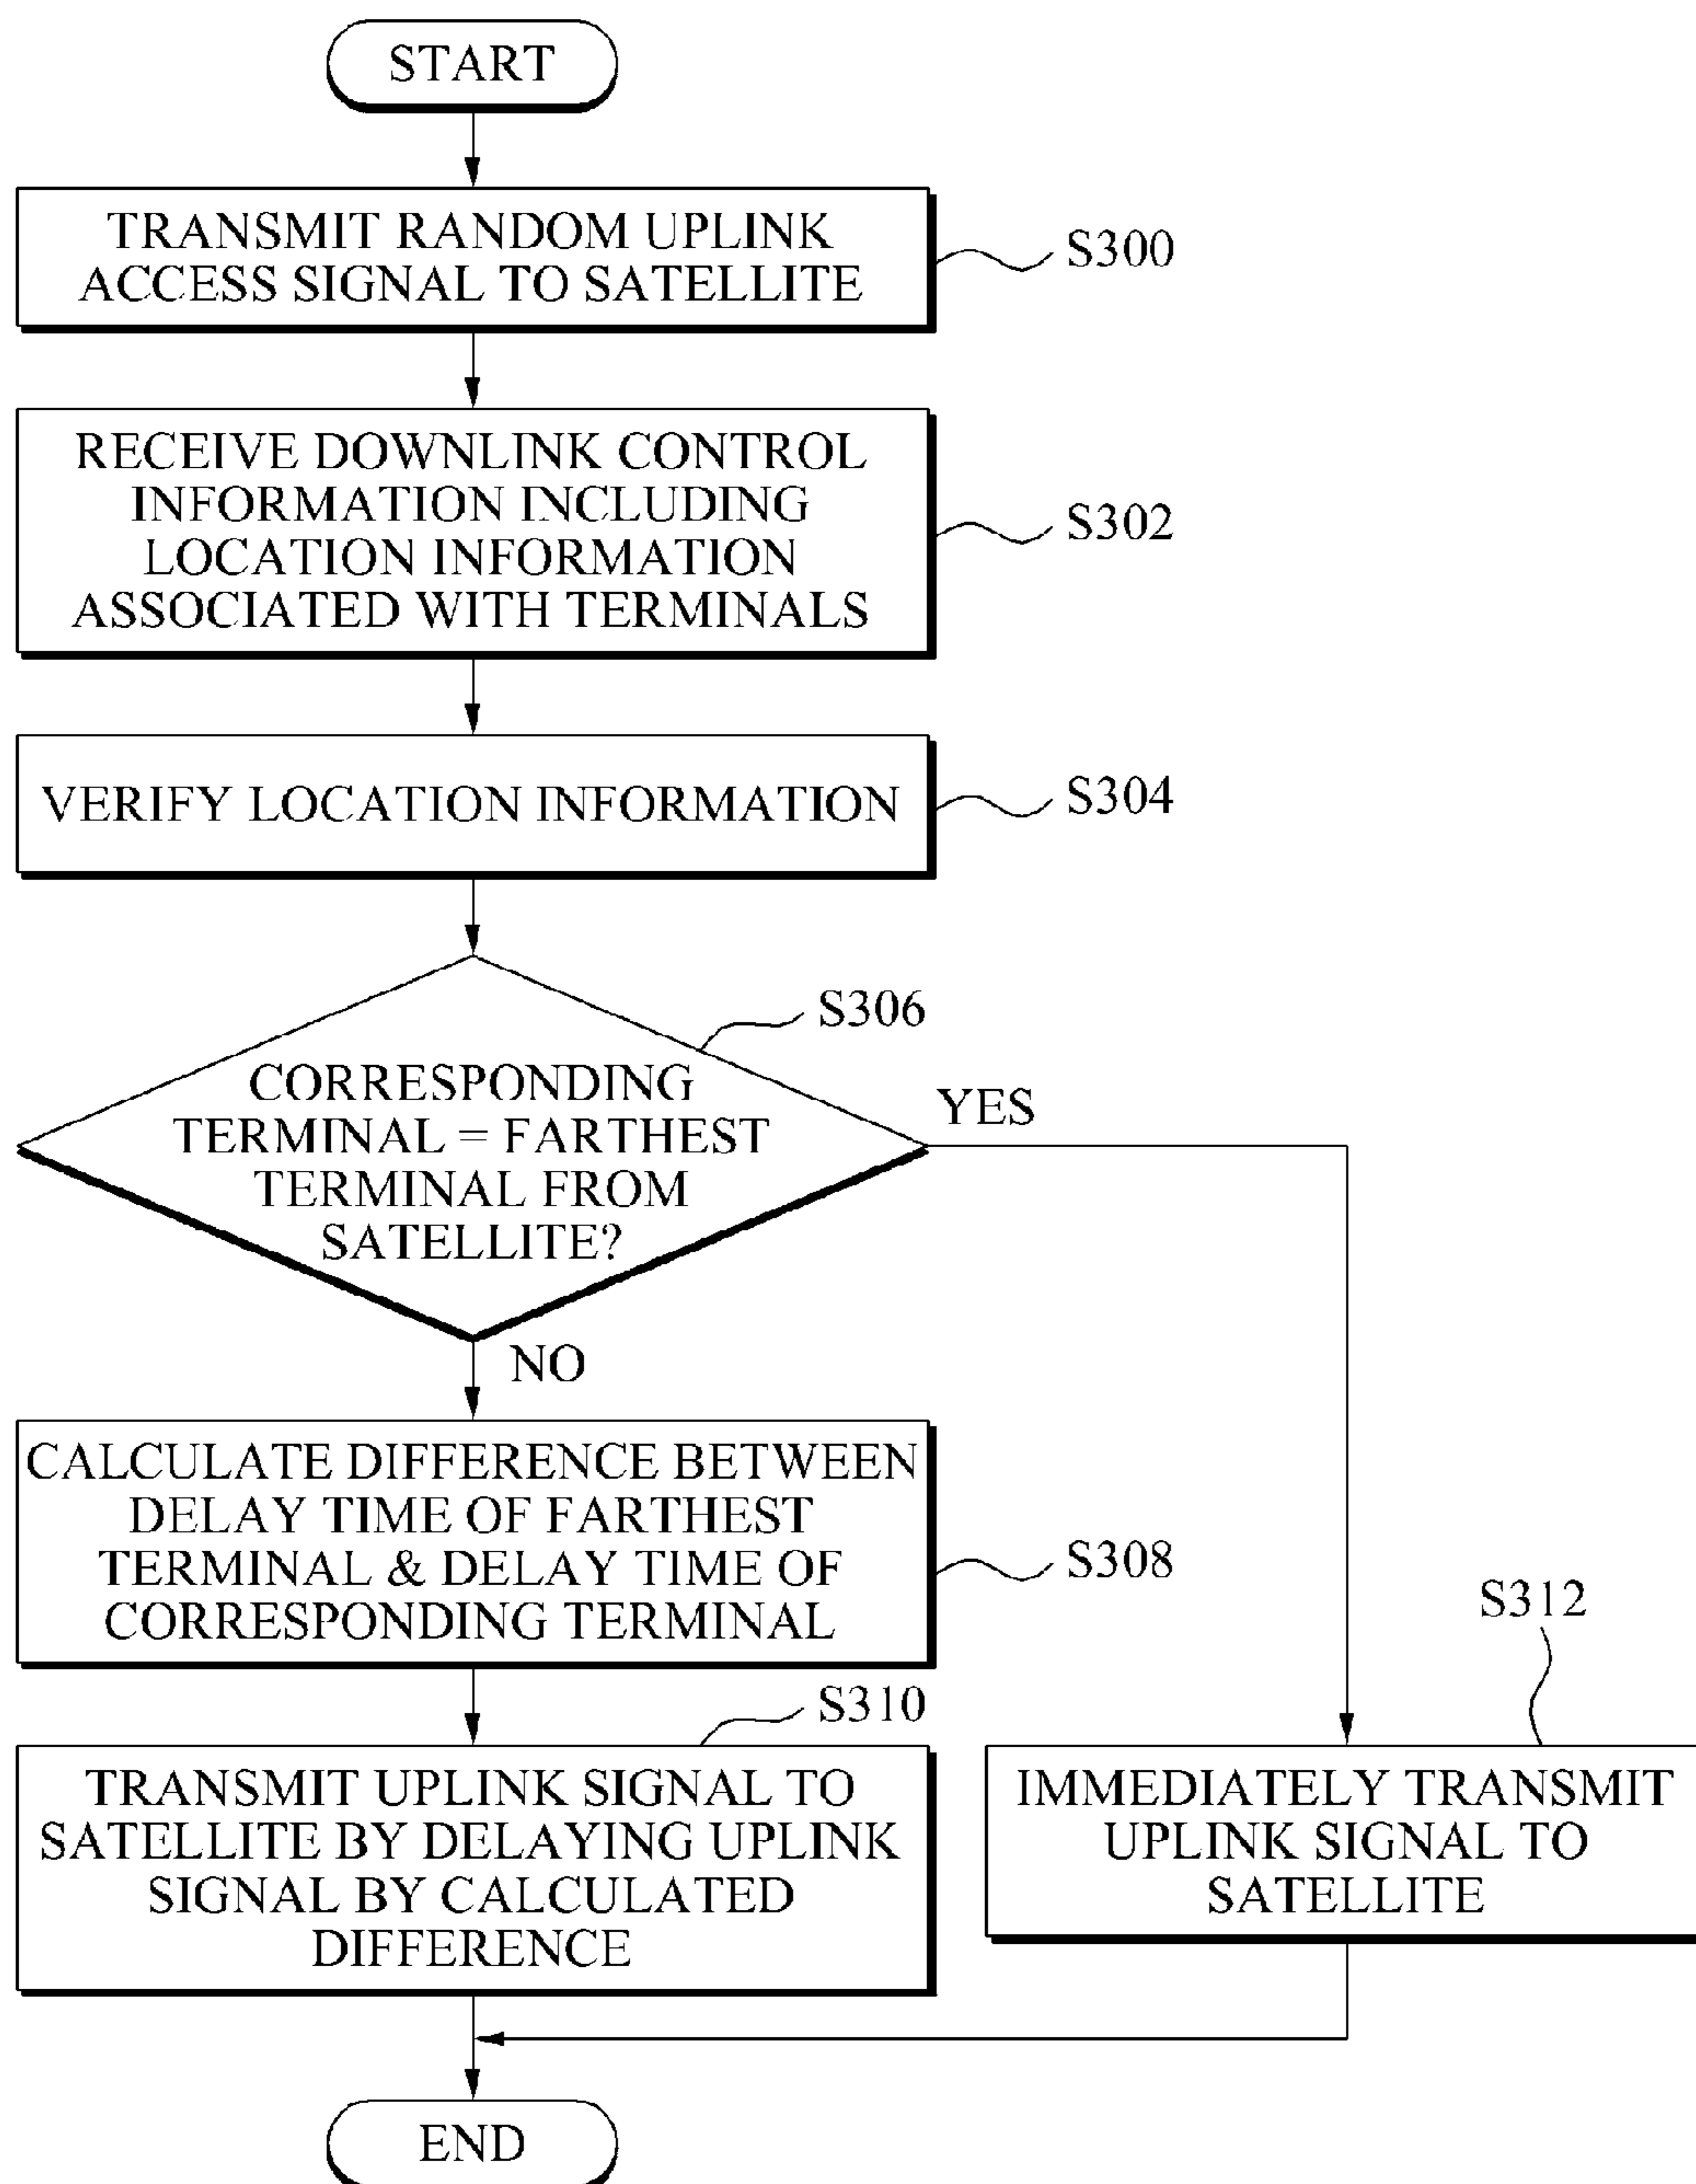 START
TRANSMIT RANDOM UPLINK
ACCESS SIGNAL TO SATELLITE
S300
RECEIVE DOWNLINK CONTROL
INFORMATION INCLUDING
LOCATION INFORMATION
ASSOCIATED WITH TERMINALS
S302
VERIFY LOCATION INFORMATION
S304
S306
CORRESPONDING
TERMINAL = FARTHEST
TERMINAL FROM
SATELLITE?
YES
NO
CALCULATE DIFFERENCE BETWEEN
DELAY TIME OF FARTHEST
TERMINAL & DELAY TIME OF
CORRESPONDING TERMINAL
S308
S310
TRANSMIT UPLINK SIGNAL TO
SATELLITE BY DELAYING UPLINK
SIGNAL BY CALCULATED
DIFFERENCE
S312
IMMEDIATELY TRANSMIT
UPLINK SIGNAL TO
SATELLITE
END